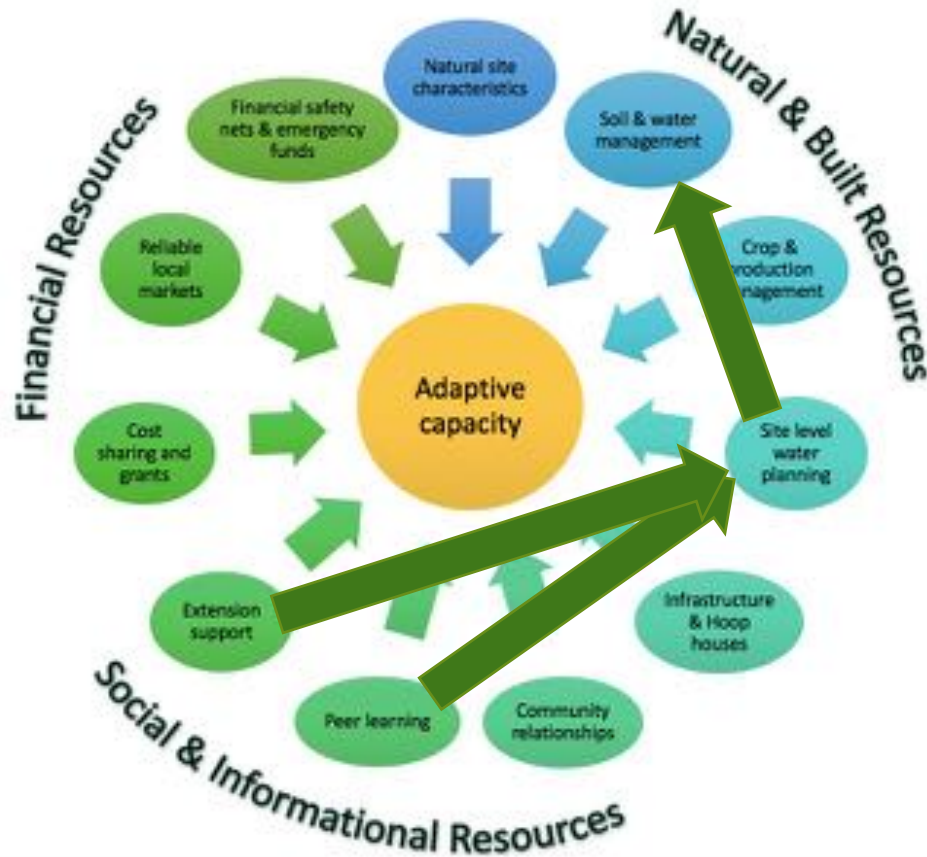 Natural site
characteristics
Soil & water
management
Crop &
production
management
Site level
water
planning
Infrastructure
& Hoop
houses
Community
relationships
Peer learning
Extension
support
Cost
sharing and
grants
Reliable
local
markets
Financial safety
nets & emergency
funds
Adaptive
capacity
Natural & Built Resources
Social & Informational Resources
Financial Resources